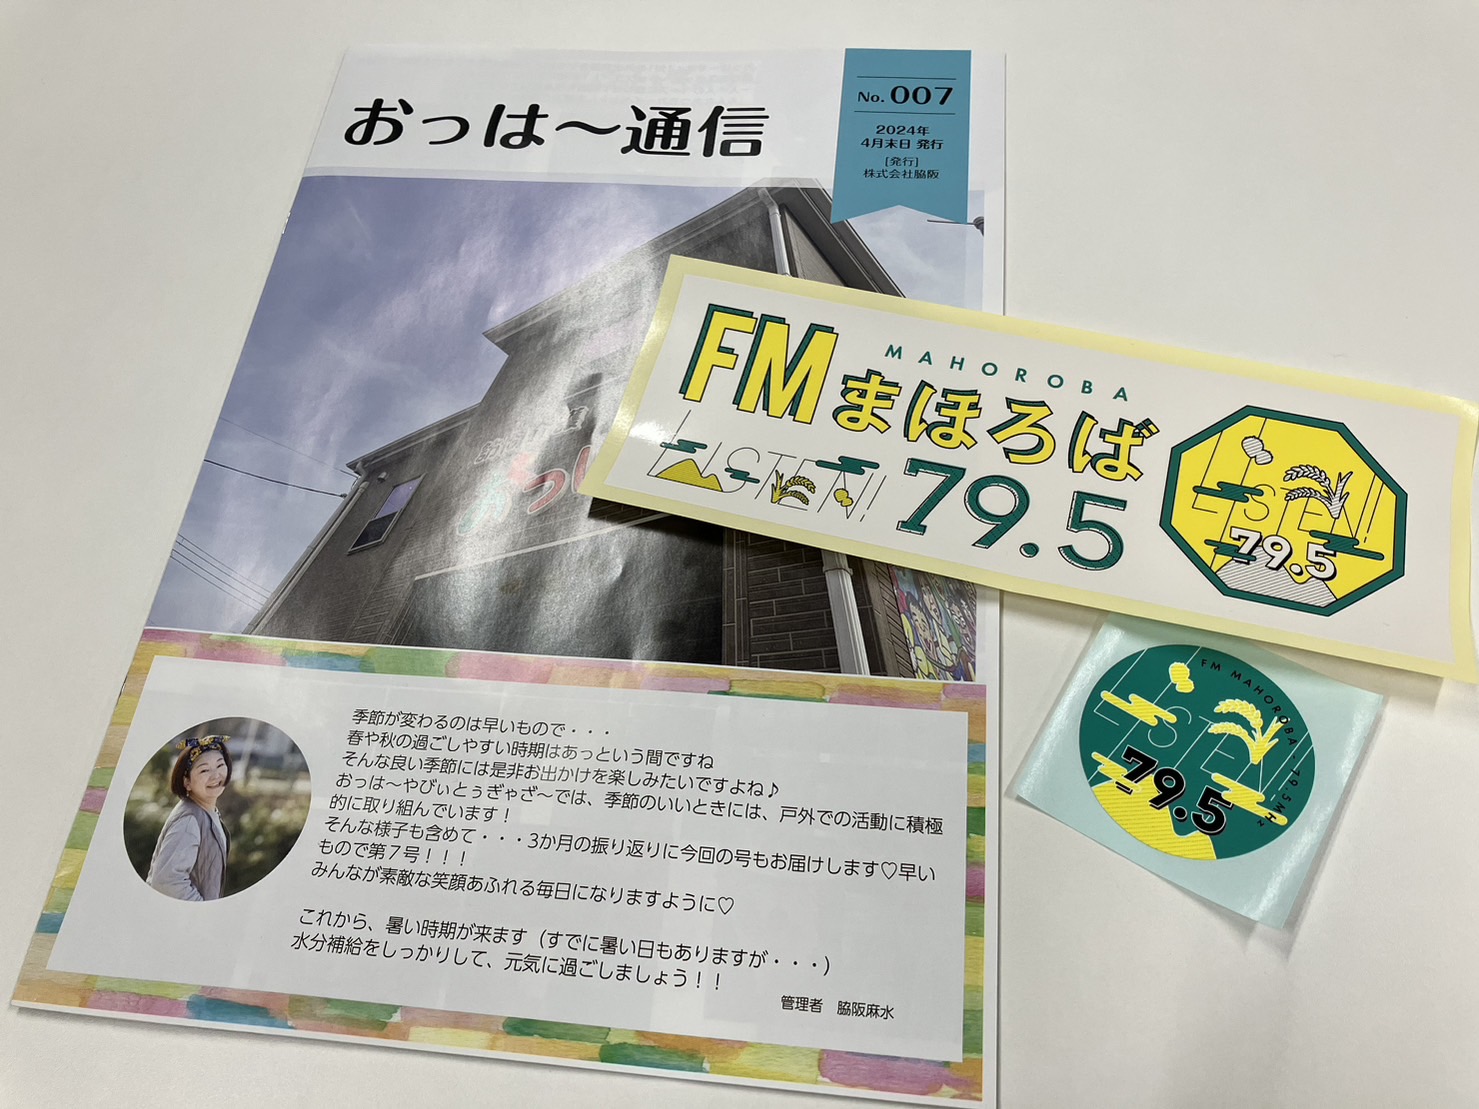 おっは〜通信
No. 007
2024年
4月末日 発行
[発行]
株式会社脇阪
FM
MAHOROBA
まほろば
LISTEN!
79.5
LISTEN!
79.5
FM MAHOROBA・79.5MHz
LISTEN!
79.5
季節が変わるのは早いもので・・・
春や秋の過ごしやすい時期はあっという間ですね
そんな良い季節には是非お出かけを楽しみたいですよね♪
おっは〜やびぃとぅぎゃざ〜では、季節のいいときには、戸外での活動に積極
的に取り組んでいます！
そんな様子も含めて・・・3か月の振り返りに今回の号もお届けします♡早い
もので第７号！！！
みんなが素敵な笑顔あふれる毎日になりますように♡
これから、暑い時期が来ます（すでに暑い日もありますが・・・）
水分補給をしっかりして、元気に過ごしましょう！！
管理者　脇阪麻水